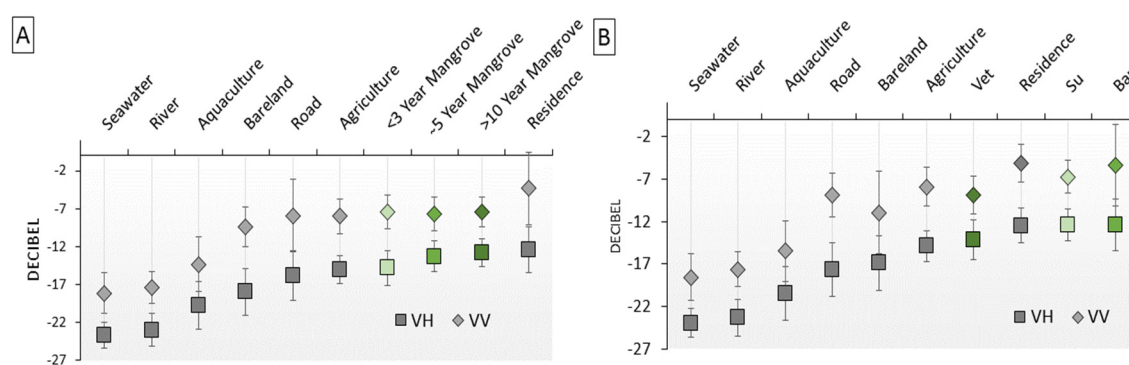 A
Seawater
River
Aquaculture
Bareland
Road
Agriculture
<3 Year Mangrove
~5 Year Mangrove
>10 Year Mangrove
Residence
-2
-7
-12
-17
-22
-27
DECIBEL
VH VV
B
Seawater
River
Aquaculture
Road
Bareland
Agriculture
Vet
Residence
Su
Ba
-2
-7
-12
-17
-22
-27
DECIBEL
VH VV